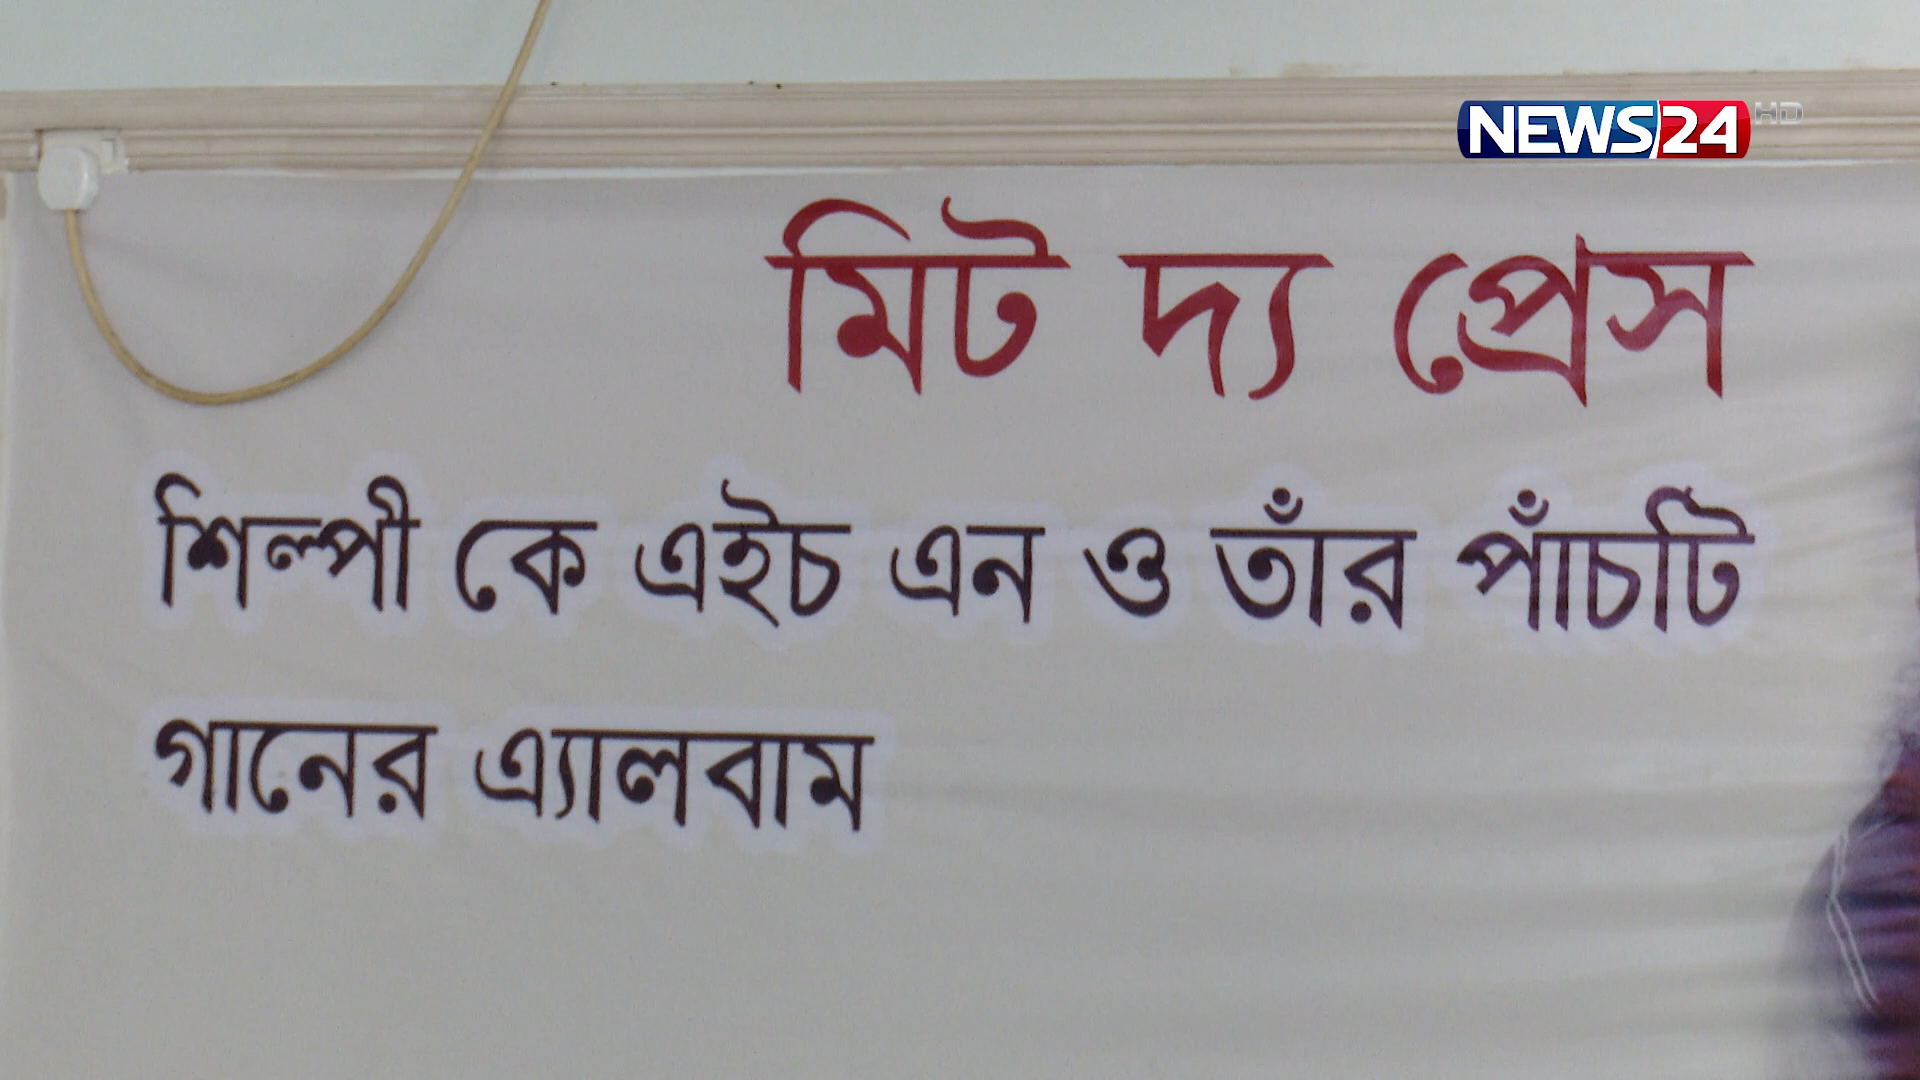 NEWS24 HD
মিট দ্য প্রেস
শিল্পী কে এইচ এন ও তাঁর পাঁচটি
গানের এ্যালবাম